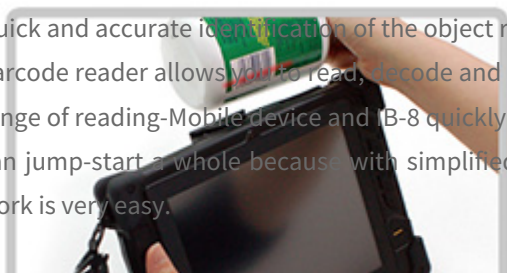 uick and accurate identification of the object
arcode reader allows you to read, decode and
nge of reading-Mobile device and IB-8 quickly
an jump-start a whole because with simplified
ork is very easy.